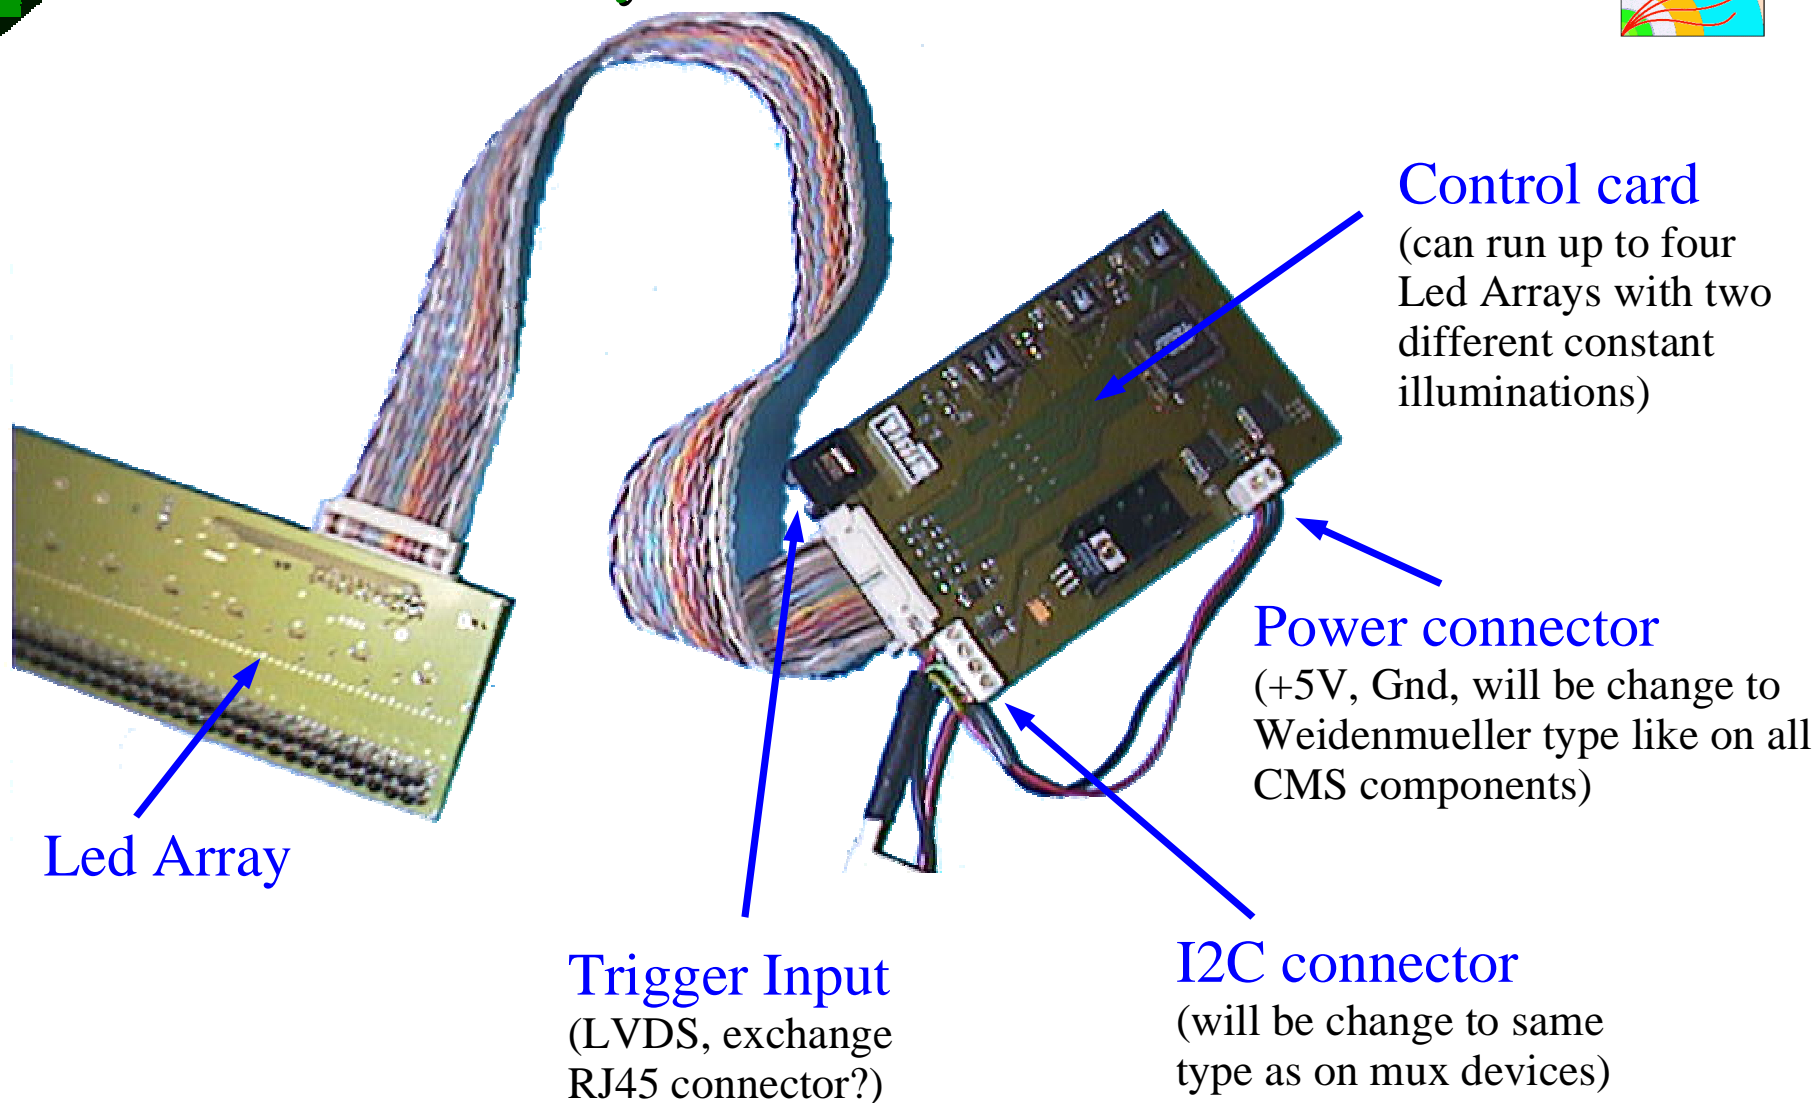 Control card
(can run up to four
Led Arrays with two
different constant
illuminations)
Power connector
(+5V, Gnd, will be change to
Weidenmueller type like on all
CMS components)
Led Array
Trigger Input
(LVDS, exchange
RJ45 connector?)
I2C connector
(will be change to same
type as on mux devices)